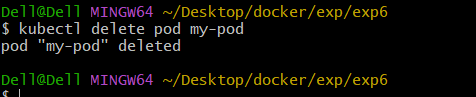 Dell@Dell MINGW64 ~/Desktop/docker/exp/exp6
$ kubectl delete pod my-pod
pod "my-pod" deleted
Dell@Dell MINGW64 ~/Desktop/docker/exp/exp6
$